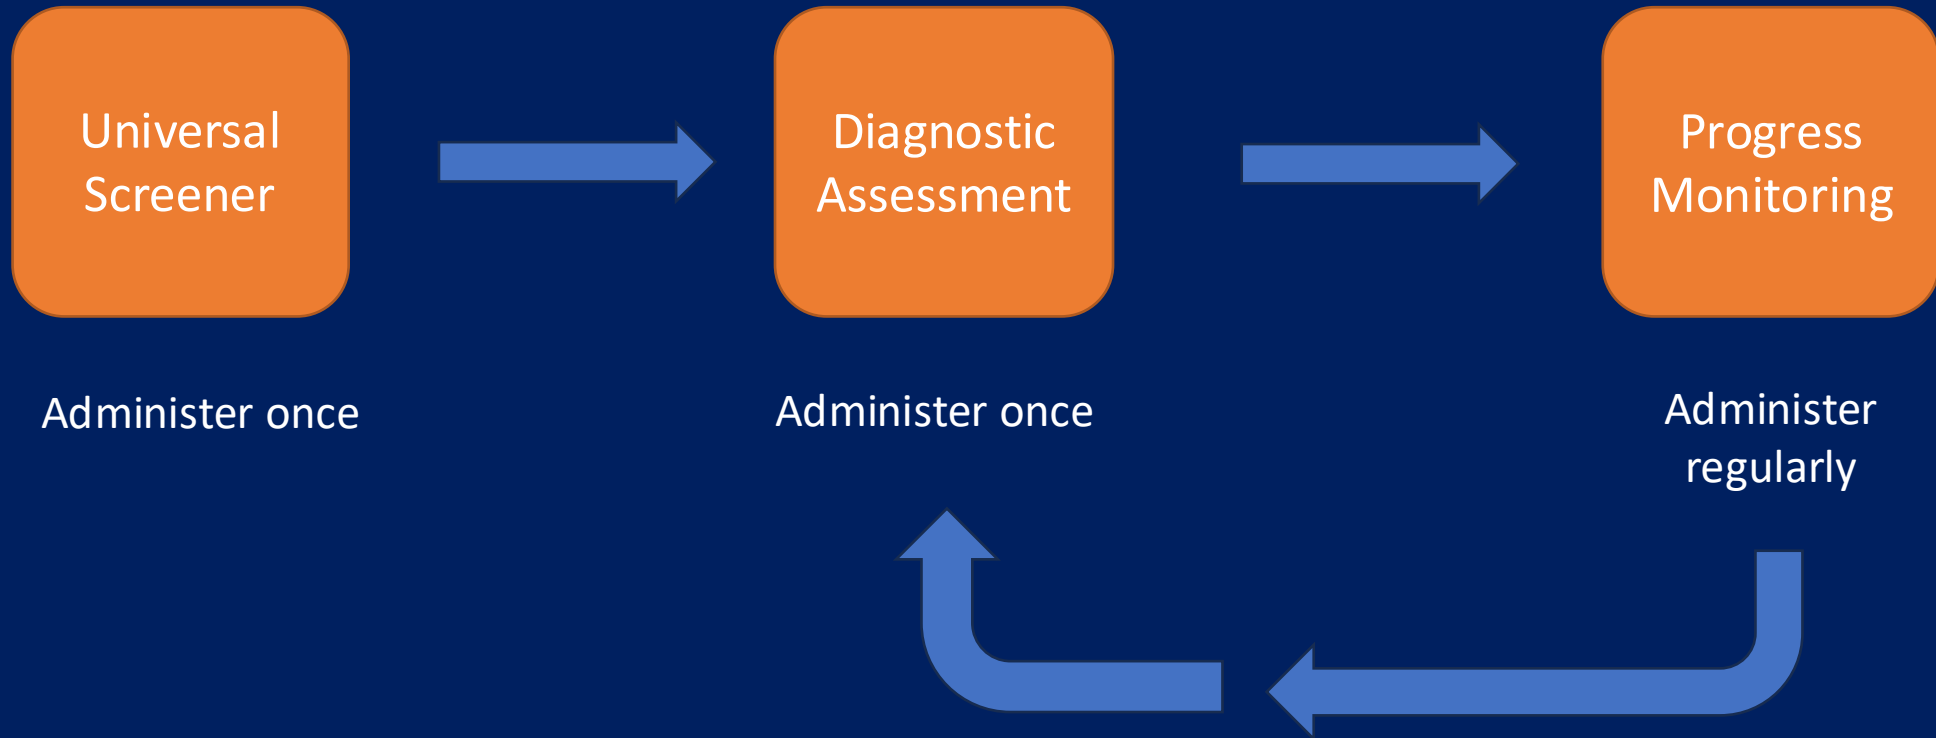 Universal
Screener
Diagnostic
Assessment
Progress
Monitoring
Administer once
Administer once
Administer
regularly